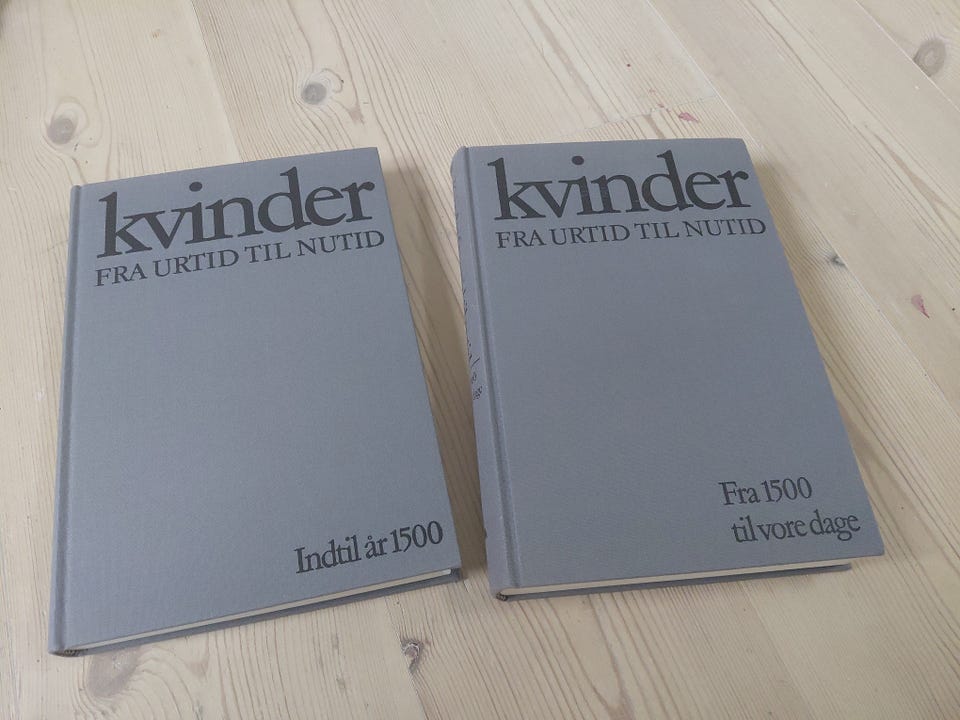 kvinder
FRA URTID TIL NUTID
Indtil år 1500
kvinder
FRA URTID TIL NUTID
Fra 1500
til vore dage